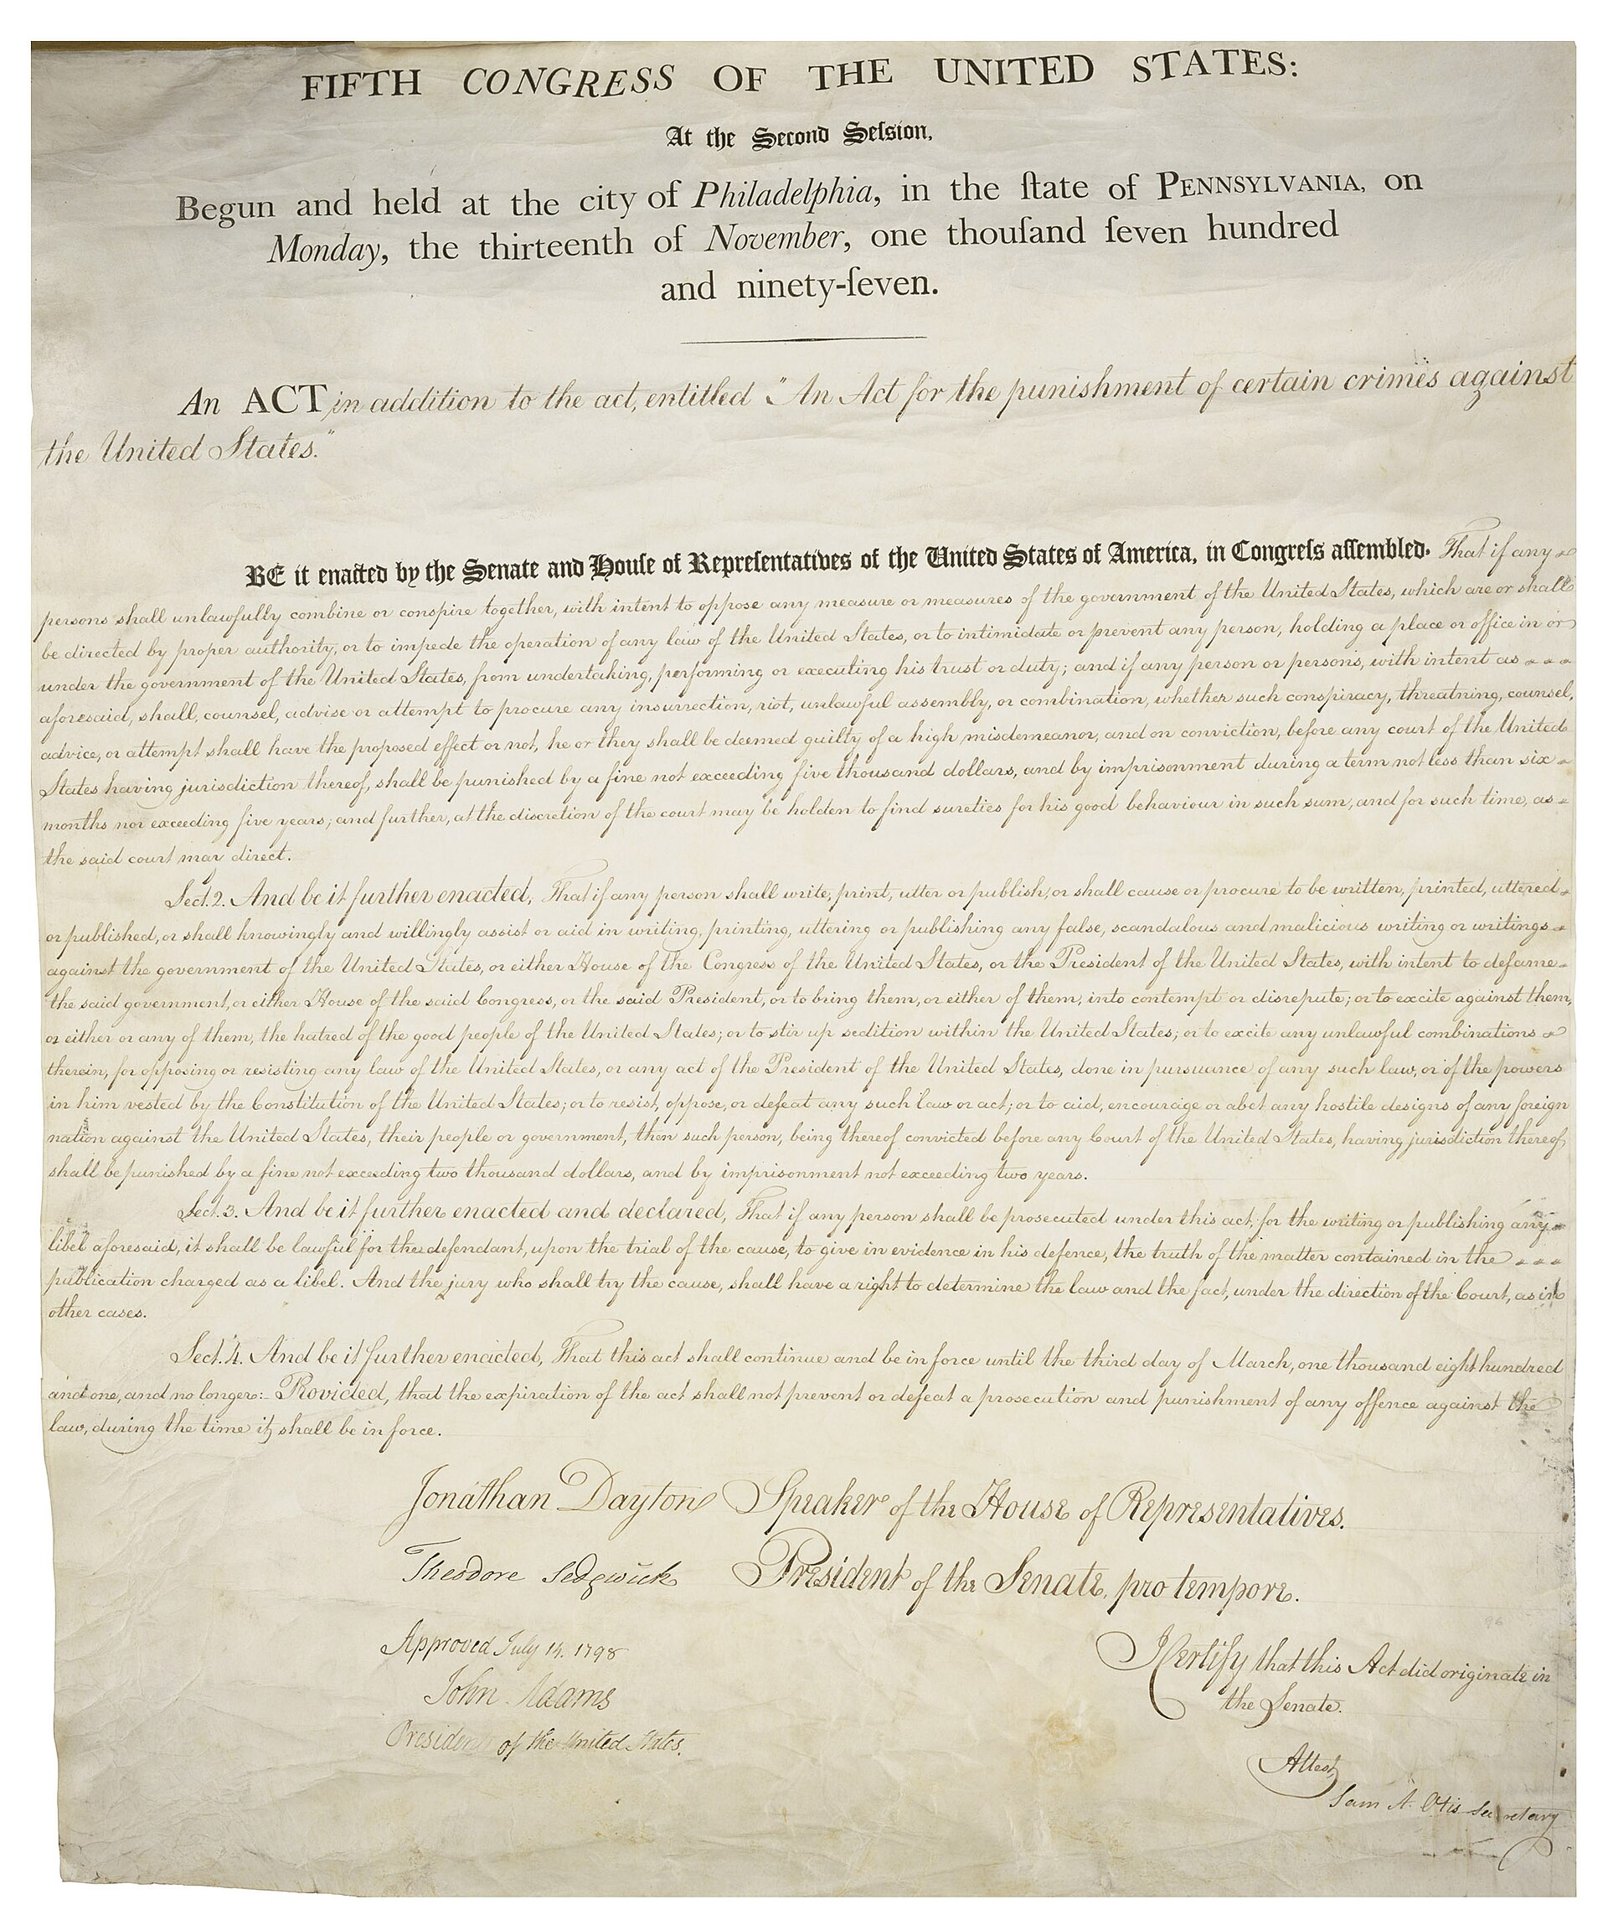 FIFTH CONGRESS OF THE UNITED STATES:
At the Second Seſsion,
Begun and held at the city of Philadelphia, in the ſtate of PENNSYLVANIA, on
Monday, the thirteenth of November, one thouſand ſeven hundred
and ninety-ſeven.
An ACT in addition to the act, entitled "An Act for the punishment of certain crimes against
the United States."
BE it enacted by the Senate and Houſe of Repreſentatives of the United States of America, in Congreſs aſſembled. That if any
persons shall unlawfully combine or conspire together, with intent to oppose any measure or measures of the government of the United States, which are or shall
be directed by proper authority, or to impede the operation of any law of the United States, or to intimidate or prevent any person, holding a place or office in or
under the government of the United States, from undertaking, performing or executing his trust or duty; and if any person or persons, with intent as
aforesaid, shall, counsel, advise or attempt to procure any insurrection, riot, unlawful assembly, or combination, whether such conspiracy, threatning, counsel,
advice, or attempt shall have the proposed effect or not, he or they shall be deemed guilty of a high misdemeanor, and on conviction, before any court of the United
States having jurisdiction thereof, shall be punished by a fine not exceeding five thousand dollars, and by imprisonment during a term not less than six
months nor exceeding five years; and further, at the discretion of the court may be holden to find sureties for his good behaviour in such sum, and for such time, as
the said court may direct.
Sect. 2. And be it further enacted, That if any person shall write, print, utter or publish, or shall cause or procure to be written, printed, uttered
or published, or shall knowingly and willingly assist or aid in writing, printing, uttering or publishing any false, scandalous and malicious writing or writings
against the government of the United States, or either House of the Congress of the United States, or the President of the United States, with intent to defame
the said government, or either House of the said Congress, or the said President, or to bring them, or either of them, into contempt or disrepute; or to excite against them,
or either or any of them, the hatred of the good people of the United States; or to stir up sedition within the United States; or to excite any unlawful combinations
therein, for opposing or resisting any law of the United States, or any act of the President of the United States, done in pursuance of any such law, or of the powers
in him vested by the Constitution of the United States; or to resist, oppose, or defeat any such law or act; or to aid, encourage or abet any hostile designs of any foreign
nation against the United States, their people or government, then such person, being thereof convicted before any Court of the United States, having jurisdiction thereof,
shall be punished by a fine not exceeding two thousand dollars, and by imprisonment not exceeding two years.
Sect. 3. And be it further enacted and declared, That if any person shall be prosecuted under this act, for the writing or publishing any
libel aforesaid, it shall be lawful for the defendant, upon the trial of the cause, to give in evidence in his defence, the truth of the matter contained in the
publication charged as a libel. And the jury who shall try the cause, shall have a right to determine the law and the fact, under the direction of the Court, as in
other cases.
Sect. 4. And be it further enacted, That this act shall continue and be in force until the third day of March, one thousand eight hundred
and one, and no longer: Provided, that the expiration of the act shall not prevent or defeat a prosecution and punishment of any offence against the
law, during the time it shall be in force.
Jonathan Dayton Speaker of the House of Representatives.
Theodore Sedgwick President of the Senate, pro tempore.
Approved July 14. 1798
John Adams
President of the United States.
I Certify that this Act did originate in
the Senate.
Attest,
Sam A. Otis Secretary